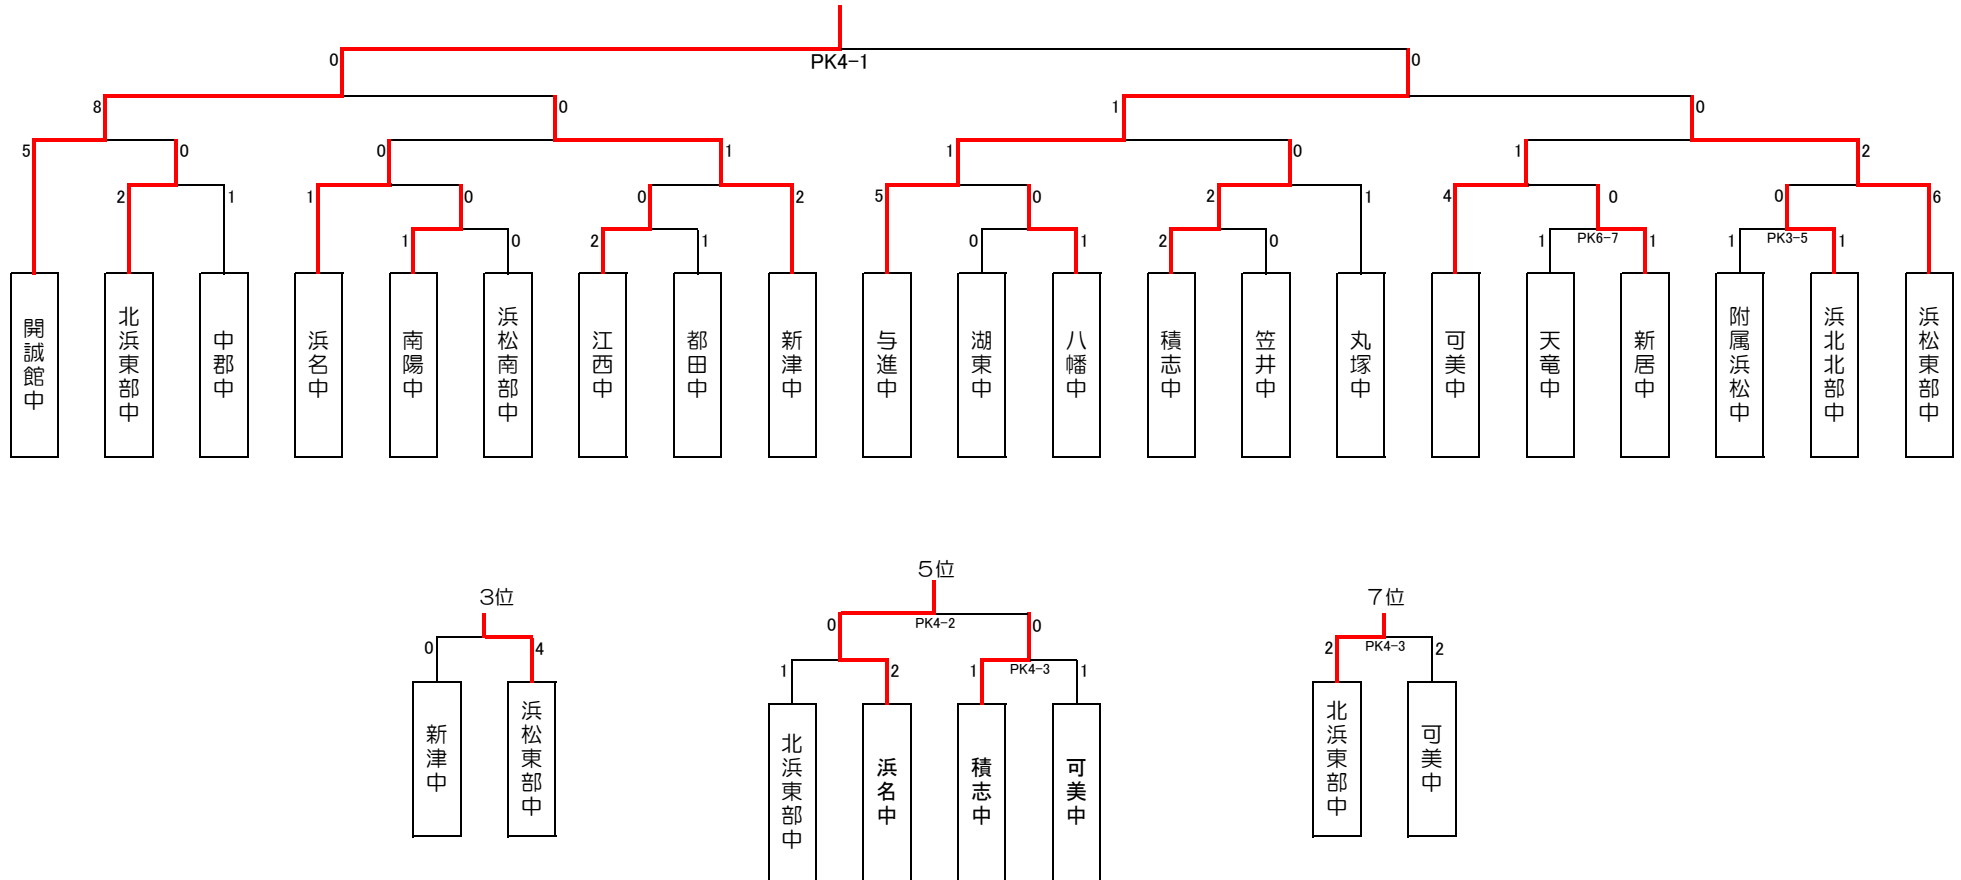 0 PK4-1 0
8 0 1 0
5 0 0 1 1 0 1 2
2 1 1 0 0 2 5 0 2 1 4 0 0 6
1 0 2 1 0 1 2 0 1 PK6-7 1 1 PK3-5 1
開誠館中
北浜東部中
中郡中
浜名中
南陽中
浜松南部中
江西中
都田中
新津中
与進中
湖東中
八幡中
積志中
笠井中
丸塚中
可美中
天竜中
新居中
附属浜松中
浜北北部中
浜松東部中
3位
0 4
新津中
浜松東部中
5位
0 PK4-2 0
1 2 1 PK4-3 1
北浜東部中
浜名中
積志中
可美中
7位
2 PK4-3 2
北浜東部中
可美中